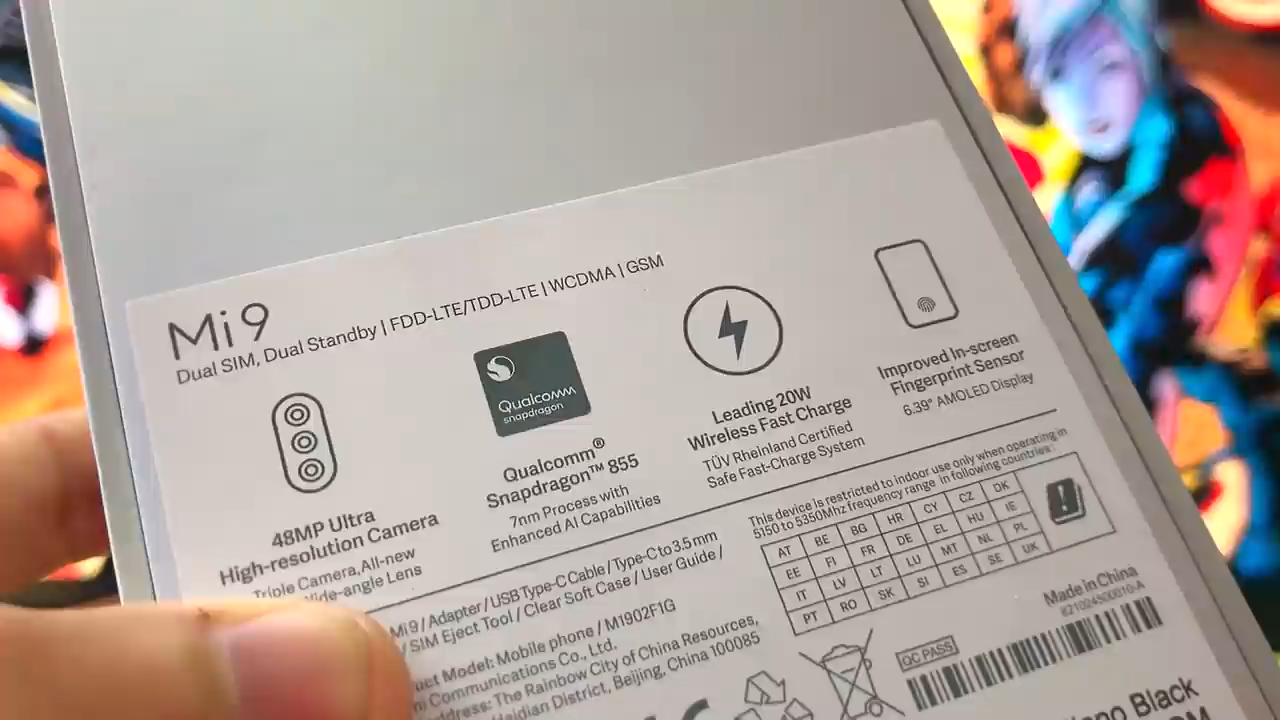 Mi 9
Dual SIM, Dual Standby | FDD-LTE/TDD-LTE | WCDMA | GSM
48MP Ultra
High-resolution Camera
Triple Camera, All-new
-angle Lens
Qualcomm
snapdragon
Qualcomm®
Snapdragon™ 855
7nm Process with
Enhanced AI Capabilities
Leading 20W
Wireless Fast Charge
TÜV Rheinland Certified
Safe Fast-Charge System
Improved In-screen
Fingerprint Sensor
6.39" AMOLED Display
Mi 9 / Adapter / USB Type-C Cable / Type-C to 3.5 mm
/ SIM Eject Tool / Clear Soft Case / User Guide /
Model: Mobile phone / M1902F1G
Communications Co., Ltd.
The Rainbow City of China Resources,
Haidian District, Beijing, China 100085
This device is restricted to indoor use only when operating in
5150 to 5350Mhz frequency range in following countries:
AT BE BG HR CY CZ DK
EE FI FR DE EL HU IE
IT LV LT LU MT NL PL
PT RO SK SI ES SE UK
Made in China
QC PASS
Black